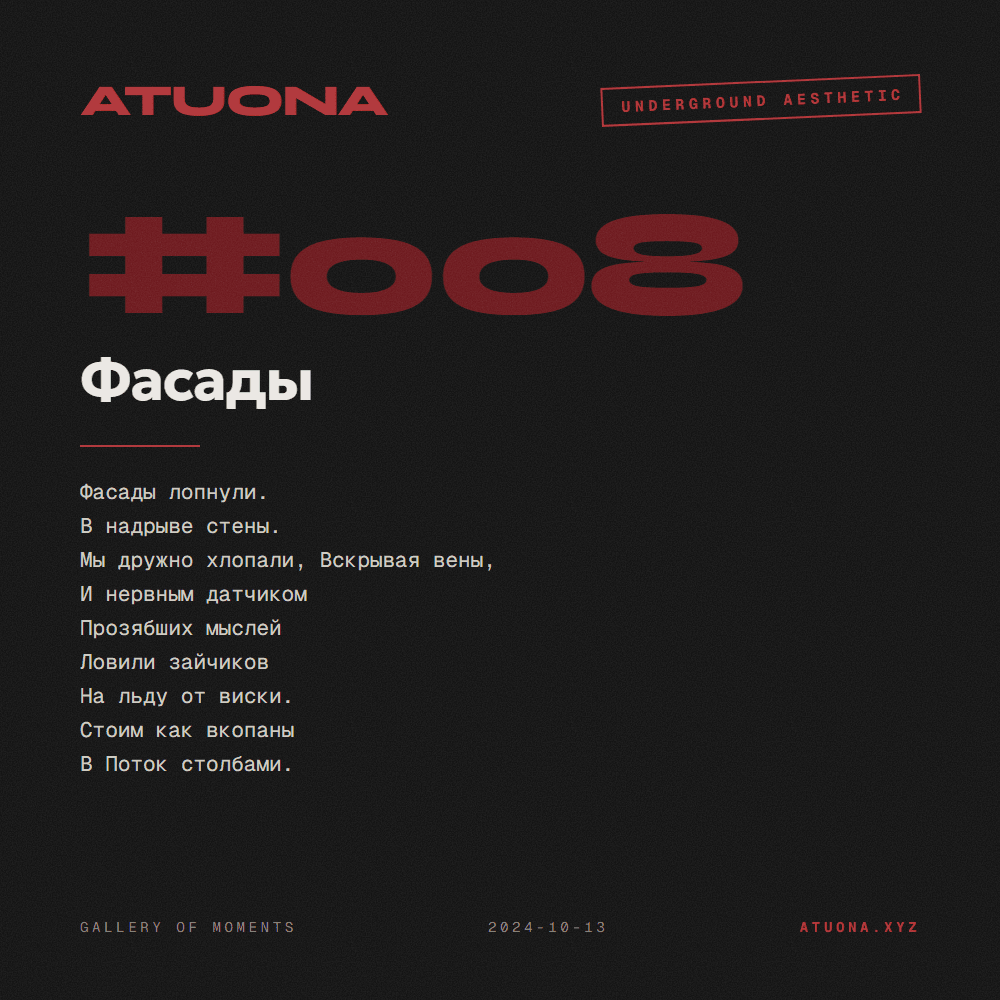 ATUONA
UNDERGROUND AESTHETIC
#008
Фасады
Фасады лопнули.
В надрыве стены.
Мы дружно хлопали, Вскрывая вены,
И нервным датчиком
Прозябших мыслей
Ловили зайчиков
На льду от виски.
Стоим как вкопаны
В Поток столбами.
GALLERY OF MOMENTS
2024-10-13
ATUONA.XYZ